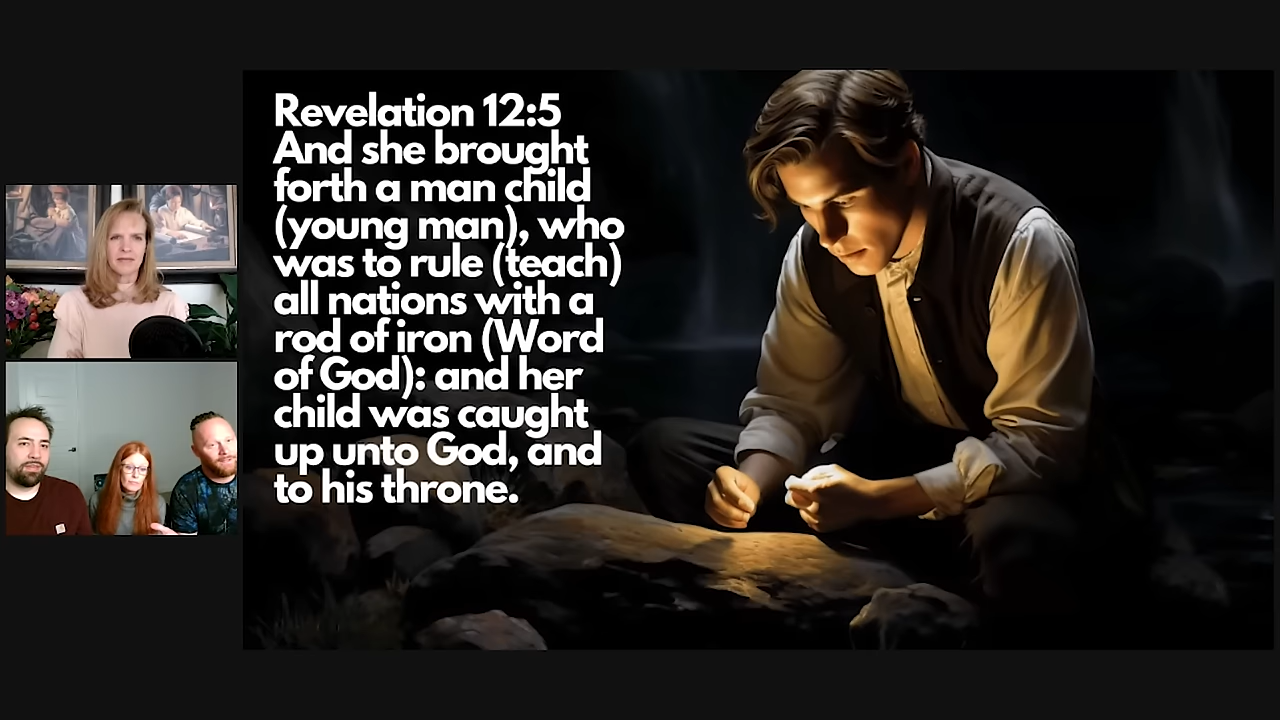 Revelation 12:5
And she brought
forth a man child
(young man), who
was to rule (teach)
all nations with a
rod of iron (Word
of God): and her
child was caught
up unto God, and
to his throne.